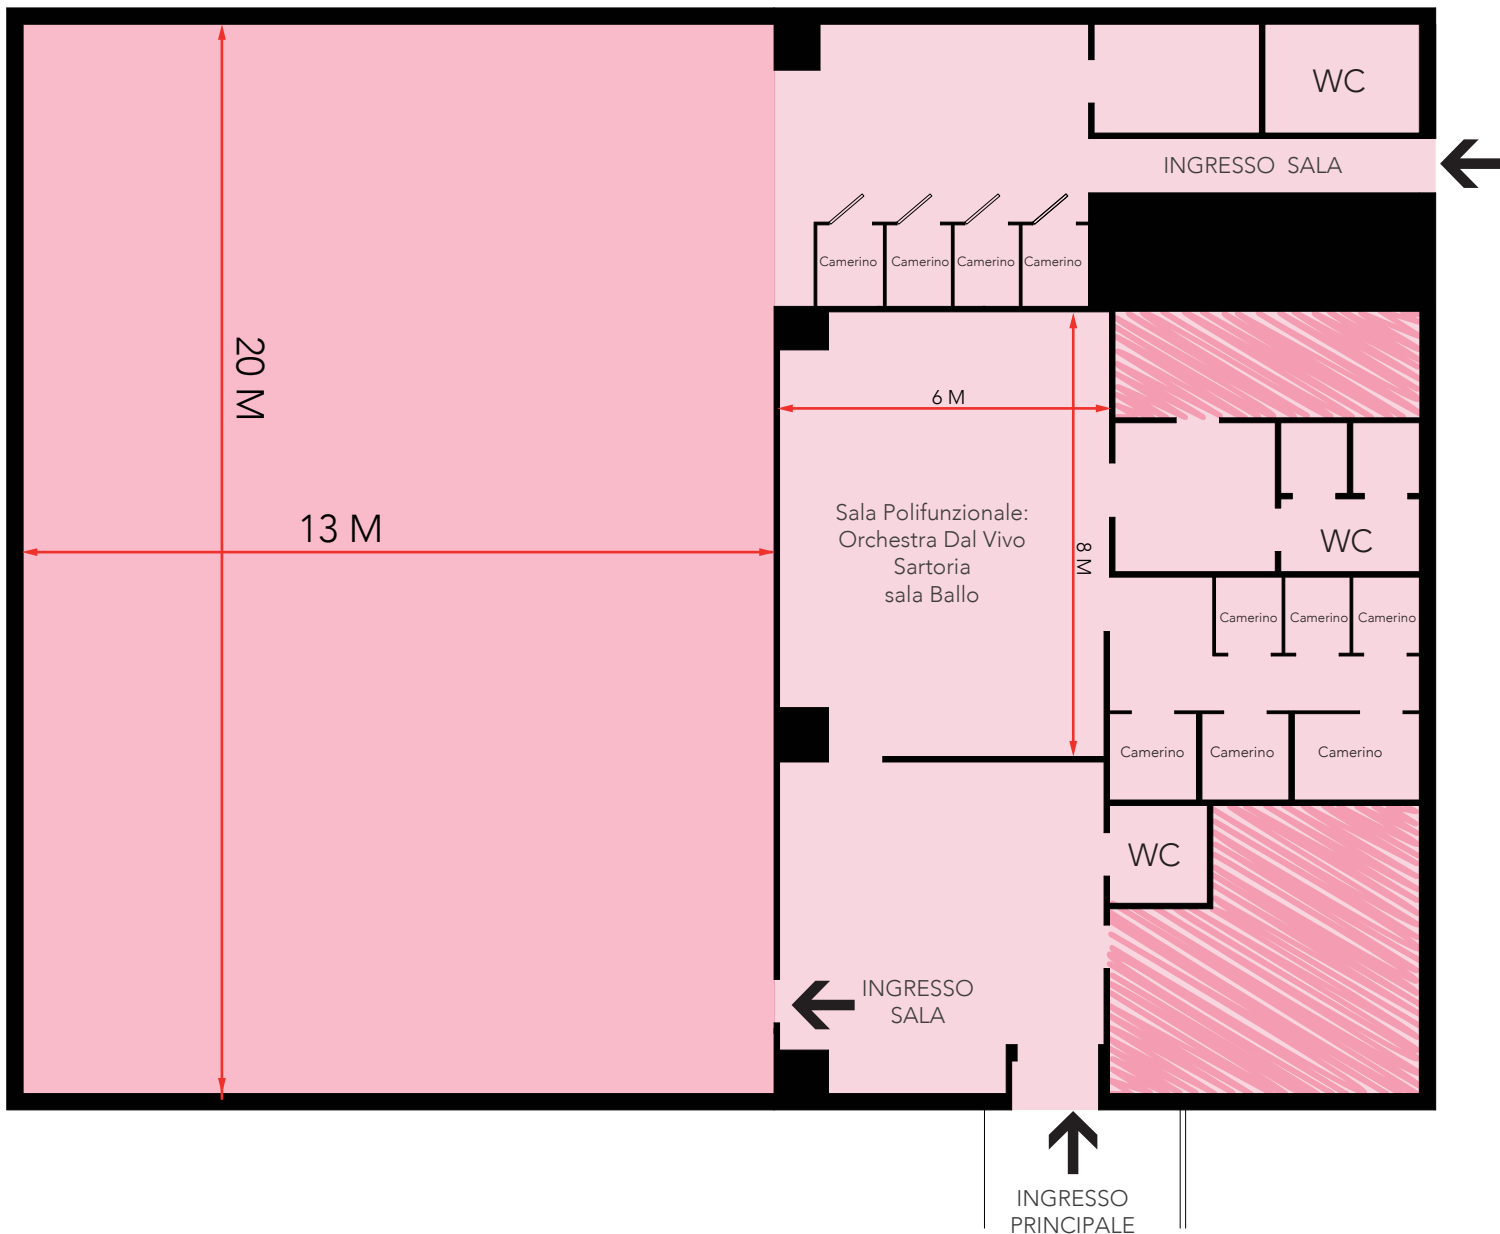 WC
INGRESSO SALA
Camerino
Camerino
Camerino
Camerino
20 M
6 M
13 M
Sala Polifunzionale:
Orchestra Dal Vivo
Sartoria
sala Ballo
8 M
WC
Camerino
Camerino
Camerino
Camerino
Camerino
Camerino
WC
INGRESSO
SALA
INGRESSO
PRINCIPALE